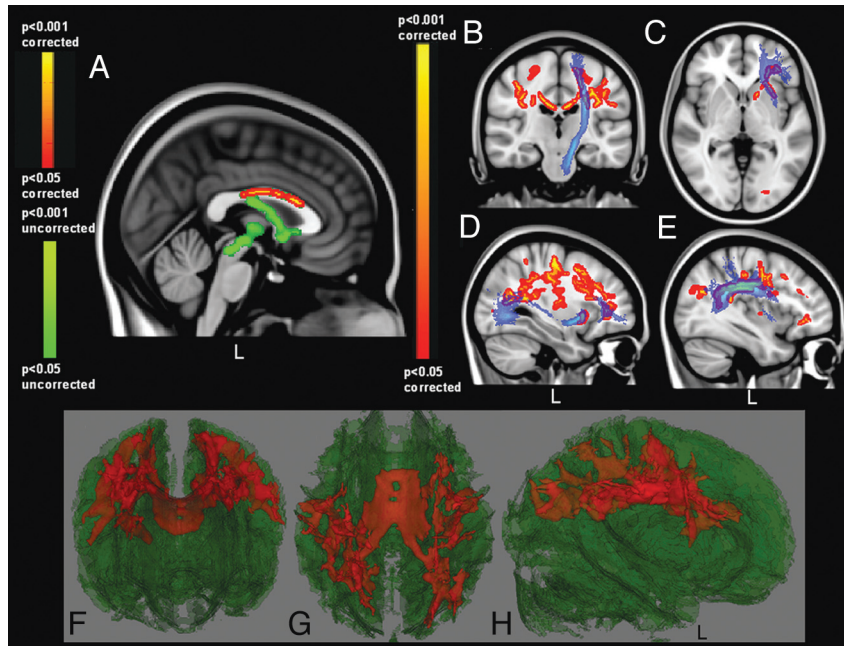 p<0.001
corrected
p<0.05
corrected
p<0.001
uncorrected
p<0.05
uncorrected
A
L
p<0.001
corrected
p<0.05
corrected
B
C
D
E
L
L
F
G
H
L